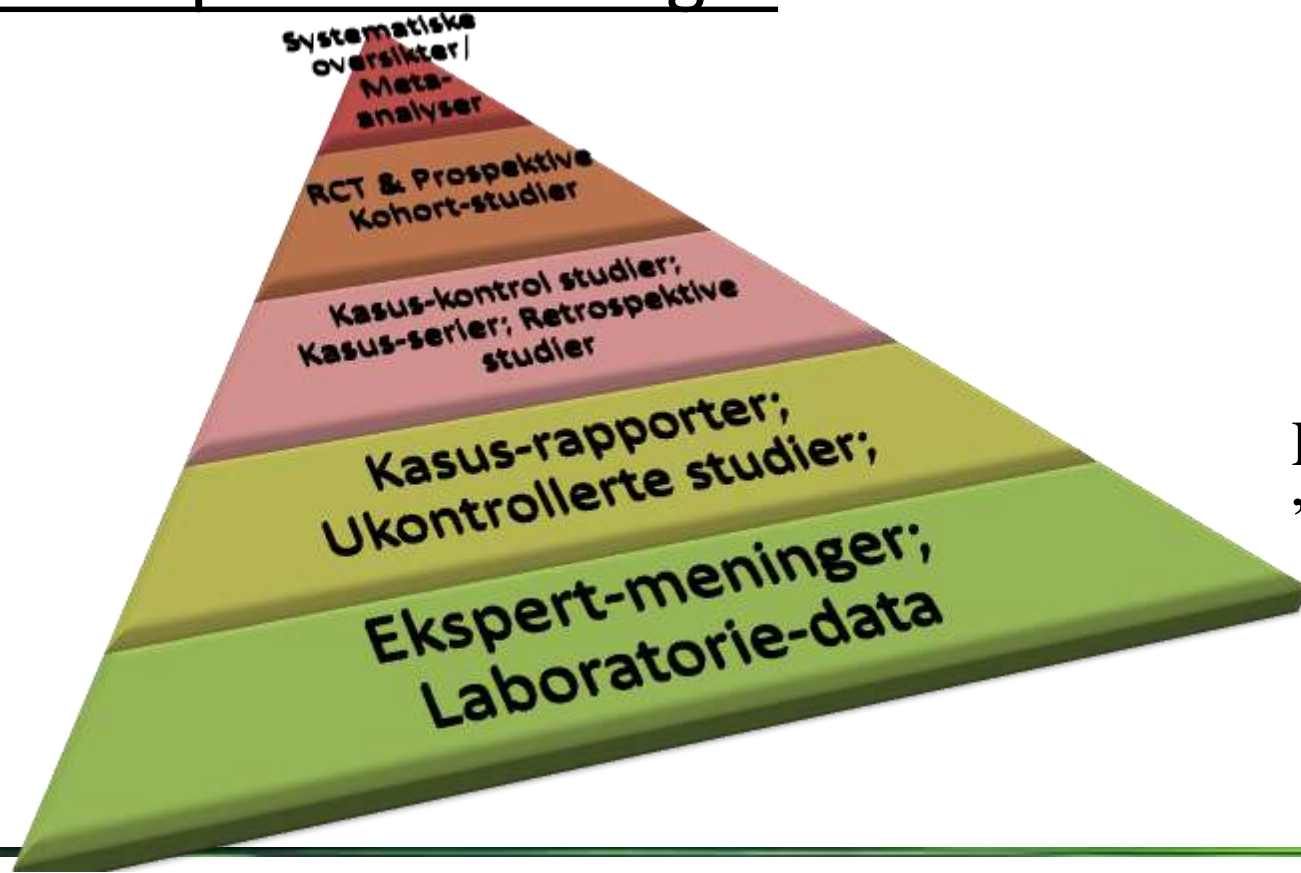 Systematiske
oversikter/
Meta-
analyser
RCT & Prospektive
Kohort-studier
Kasus-kontrol studier;
Kasus-serier; Retrospektive
studier
Kasus-rapporter;
Ukontrollerte studier;
Ekspert-meninger;
Laboratorie-data